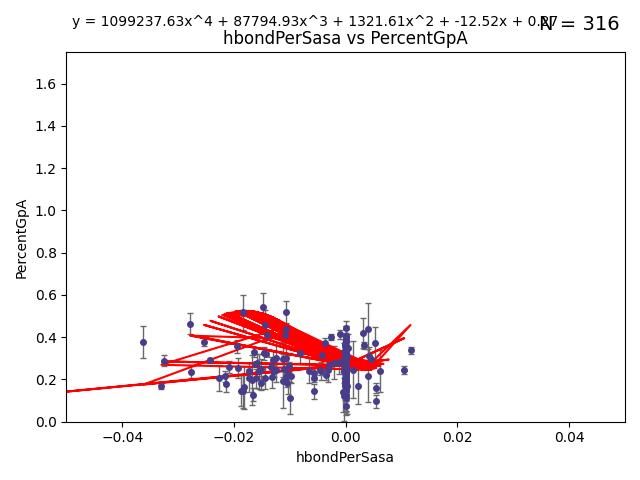 y = 1099237.63x^4 + 87794.93x^3 + 1321.61x^2 + -12.52x + 0.27
N = 316
hbondPerSasa vs PercentGpA
PercentGpA
1.6
1.4
1.2
1.0
0.8
0.6
0.4
0.2
0.0
−0.04
−0.02
0.00
0.02
0.04
hbondPerSasa